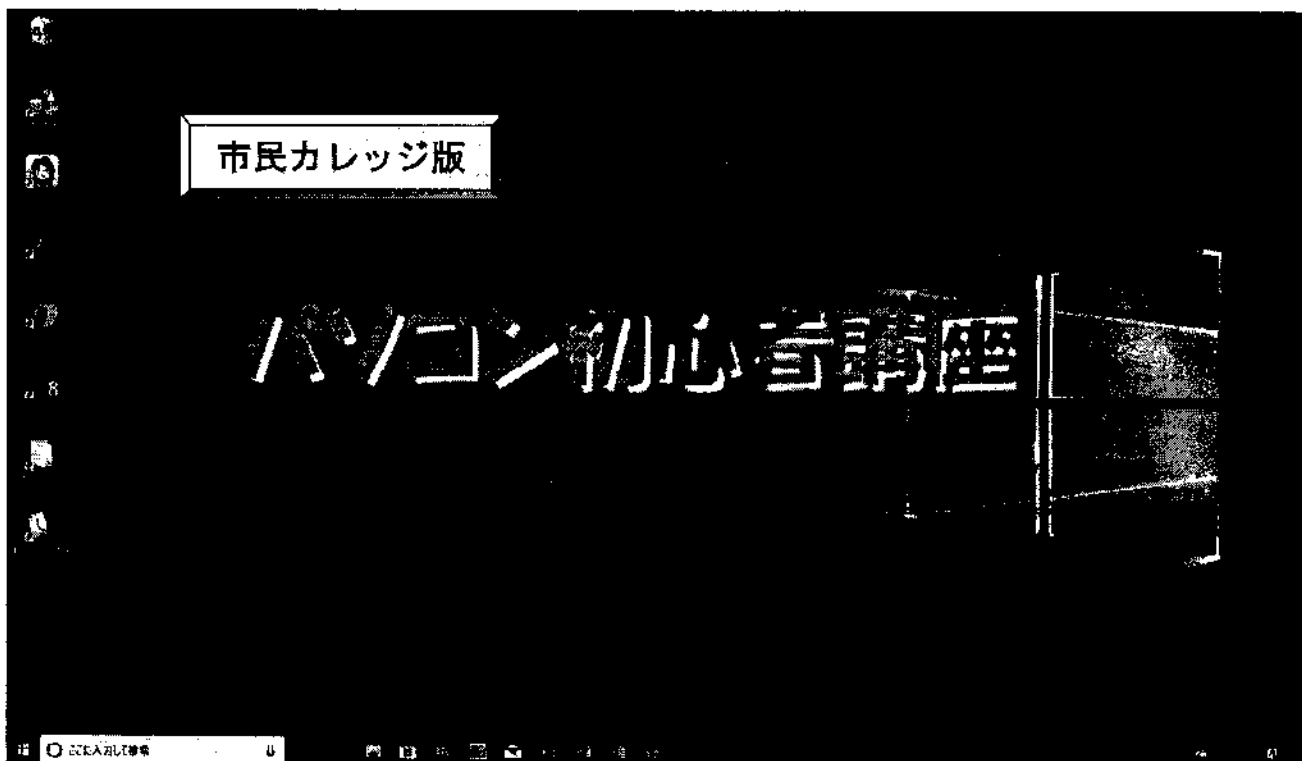 市民カレッジ版
パソコン初心者講座
ここに入力して検索